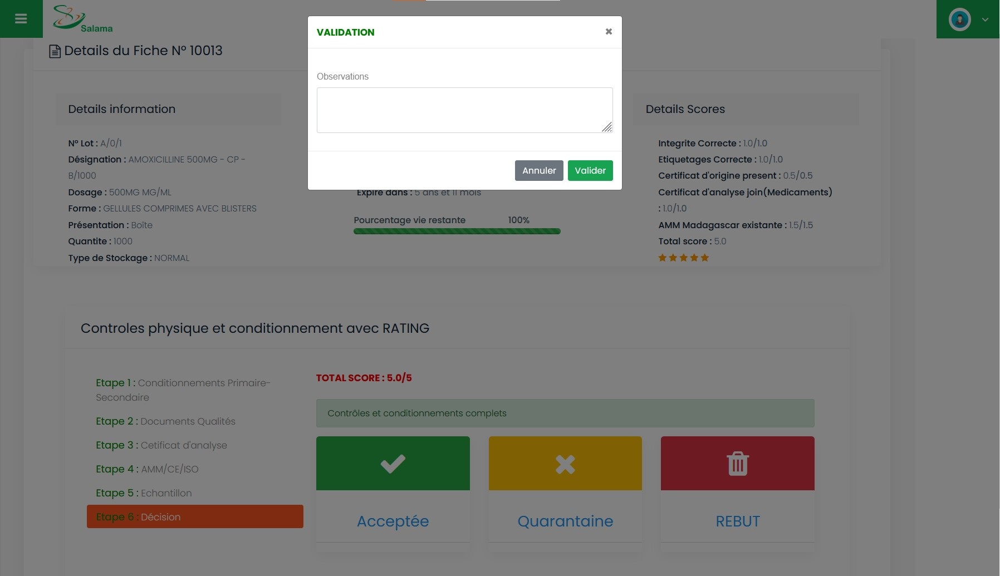 Salama
VALIDATION
Observations
Annuler
Valider
Details du Fiche N° 10013
Details information
N° Lot : A/0/1
Désignation : AMOXICILLINE 500MG - CP -
B/1000
Dosage : 500MG MG/ML
Forme : GELLULES COMPRIMES AVEC BLISTERS
Présentation : Boîte
Quantite : 1000
Type de Stockage : NORMAL
Expire dans : 5 ans et 11 mois
Pourcentage vie restante 100%
Details Scores
Integrite Correcte : 1.0/1.0
Etiquetages Correcte : 1.0/1.0
Certificat d'origine present : 0.5/0.5
Certificat d'analyse join(Medicaments)
: 1.0/1.0
AMM Madagascar existante : 1.5/1.5
Total score : 5.0
Controles physique et conditionnement avec RATING
Etape 1 : Conditionnements Primaire-
Secondaire
Etape 2 : Documents Qualités
Etape 3 : Cetificat d'analyse
Etape 4 : AMM/CE/ISO
Etape 5 : Echantillon
Etape 6 : Décision
TOTAL SCORE : 5.0/5
Contrôles et conditionnements complets
Acceptée
Quarantaine
REBUT